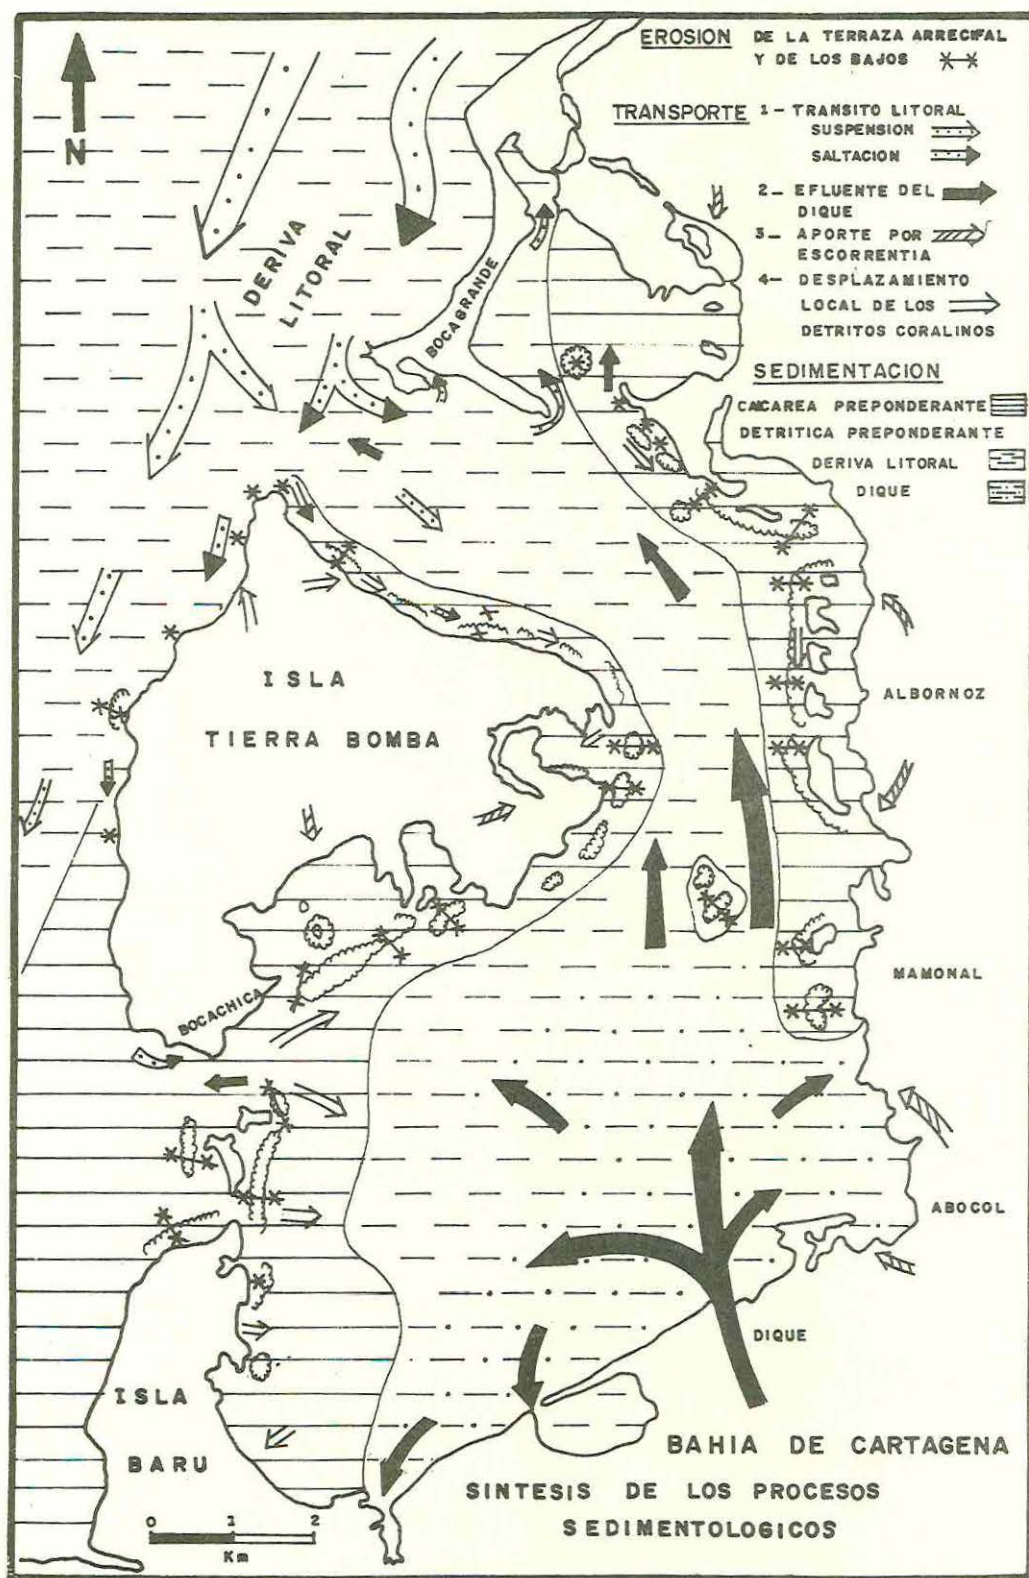 EROSION DE LA TERRAZA ARRECIFAL
Y DE LOS BAJOS
TRANSPORTE 1- TRANSITO LITORAL
SUSPENSION
SALTACION
2- EFLUENTE DEL
DIQUE
3- APORTE POR
ESCORRENTIA
4- DESPLAZAMIENTO
LOCAL DE LOS
DETRITOS CORALINOS
SEDIMENTACION
CALCAREA PREPONDERANTE
DETRITICA PREPONDERANTE
DERIVA LITORAL
DIQUE
N
DERIVA
LITORAL
BOCAGRANDE
ISLA
TIERRA BOMBA
ALBORNOZ
MAMONAL
BOCACHICA
ABOCOL
DIQUE
ISLA
BARU
BAHIA DE CARTAGENA
SINTESIS DE LOS PROCESOS
SEDIMENTOLOGICOS
0 1 2
Km